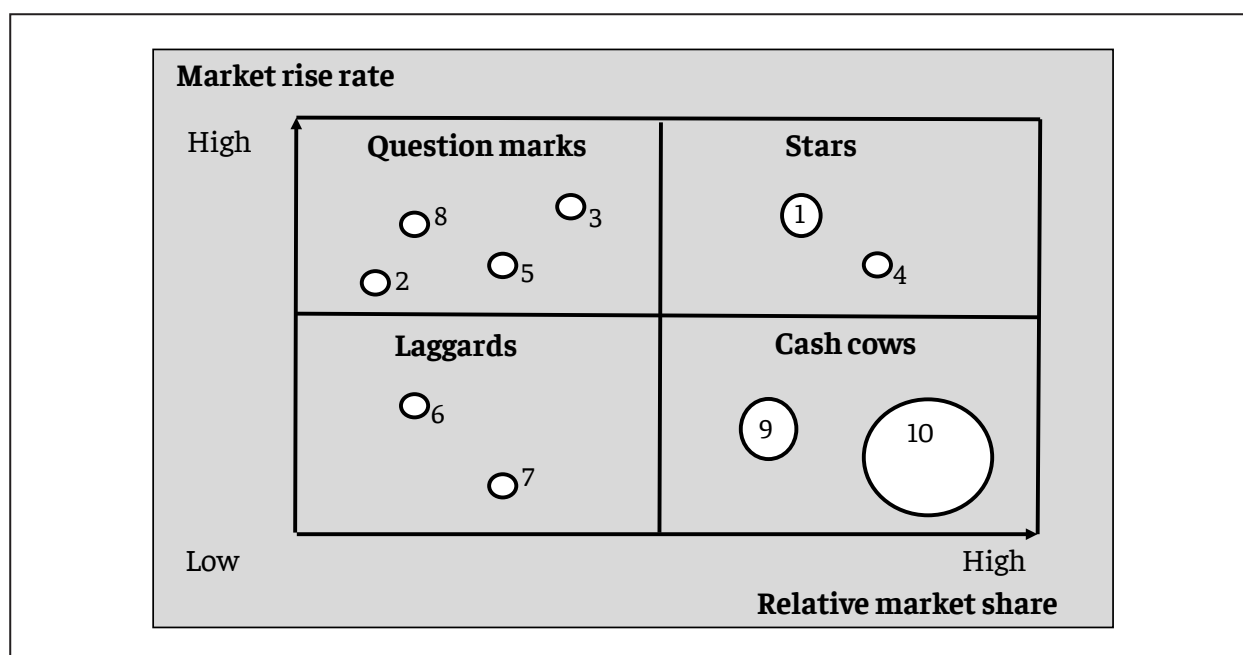 Market rise rate
High
Question marks
Stars
8
3
1
5
4
2
Laggards
Cash cows
6
9
10
7
Low
High
Relative market share